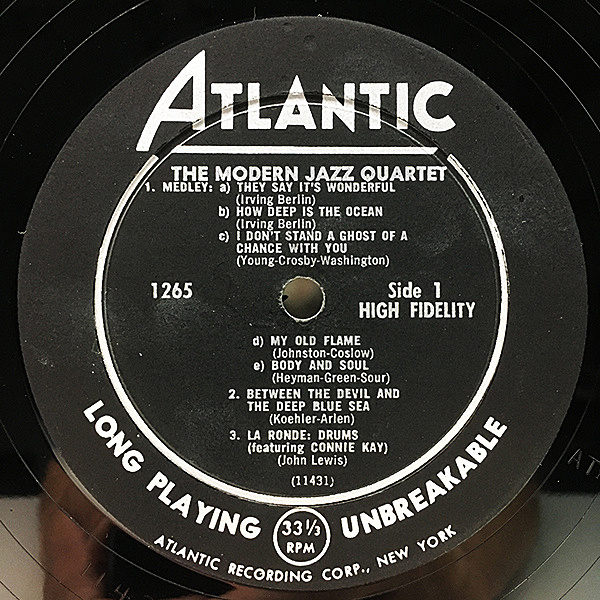 ATLANTIC
THE MODERN JAZZ QUARTET
1. MEDLEY: a) THEY SAY IT'S WONDERFUL
(Irving Berlin)
b) HOW DEEP IS THE OCEAN
(Irving Berlin)
c) I DON'T STAND A GHOST OF A
CHANCE WITH YOU
(Young-Crosby-Washington)
1265
Side 1
HIGH FIDELITY
d) MY OLD FLAME
(Johnston-Coslow)
e) BODY AND SOUL
(Heyman-Green-Sour)
2. BETWEEN THE DEVIL AND
THE DEEP BLUE SEA
(Koehler-Arlen)
3. LA RONDE: DRUMS
(featuring CONNIE KAY)
(John Lewis)
(11431)
LONG PLAYING 33 1/3 RPM UNBREAKABLE
ATLANTIC RECORDING CORP., NEW YORK